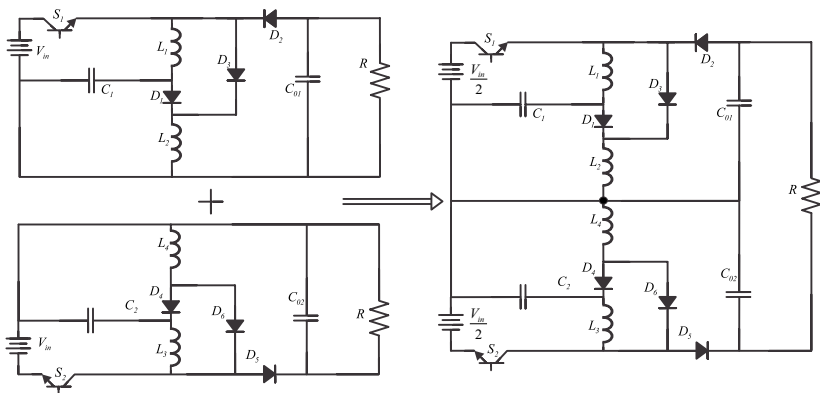 S1
Vin
L1
D3
D2
C1
D1
C01
R
L2
L4
C2
D4
D6
C02
R
Vin
L3
D5
S2
S1
Vin
2
L1
D3
D2
C1
D1
C01
L2
R
L4
C2
D4
D6
C02
Vin
2
L3
D5
S2